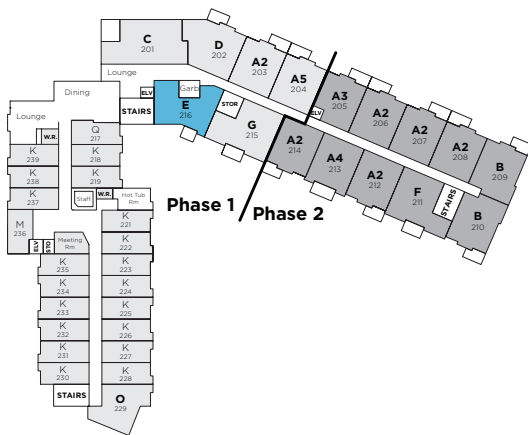 C
201
D
202
A2
203
A5
204
A3
205
A2
206
A2
207
A2
208
B
209
Lounge
ELV
Garb
STOR
ELV
Dining
STAIRS
E
216
G
215
A2
214
A4
213
A2
212
F
211
STAIRS
B
210
Lounge
W.R.
Q
217
K
239
K
218
K
238
K
219
K
237
Staff
W.R.
Hot Tub
Rm
Phase 1
Phase 2
M
236
ELV
STO
Meeting
Rm
K
221
K
222
K
235
K
223
K
234
K
224
K
233
K
225
K
232
K
226
K
231
K
227
K
230
K
228
STAIRS
O
229